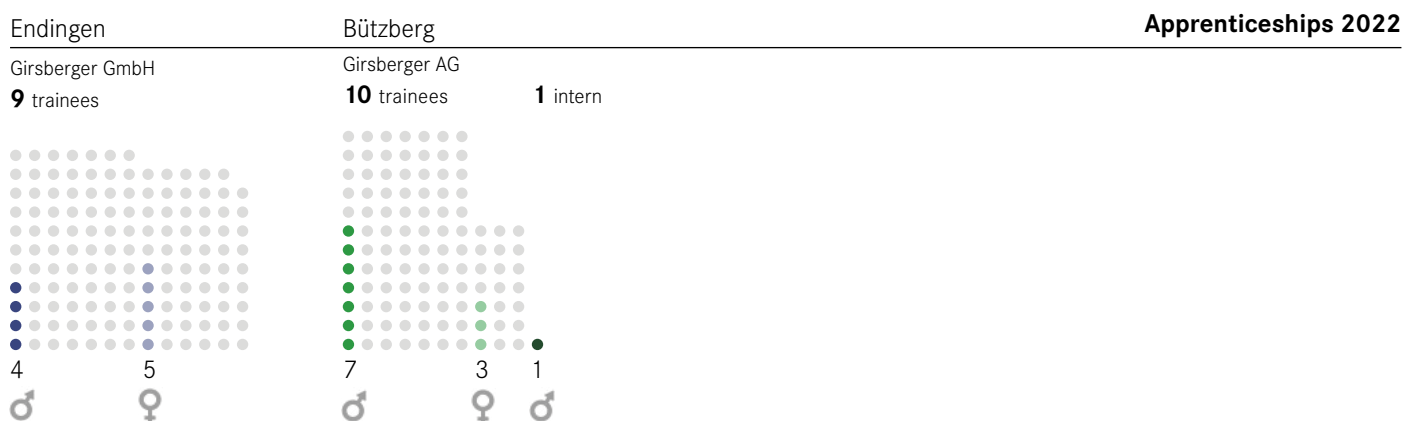 Apprenticeships 2022
Endingen
Girsberger GmbH
9 trainees
4
5
Bützberg
Girsberger AG
10 trainees
1 intern
7
3
1